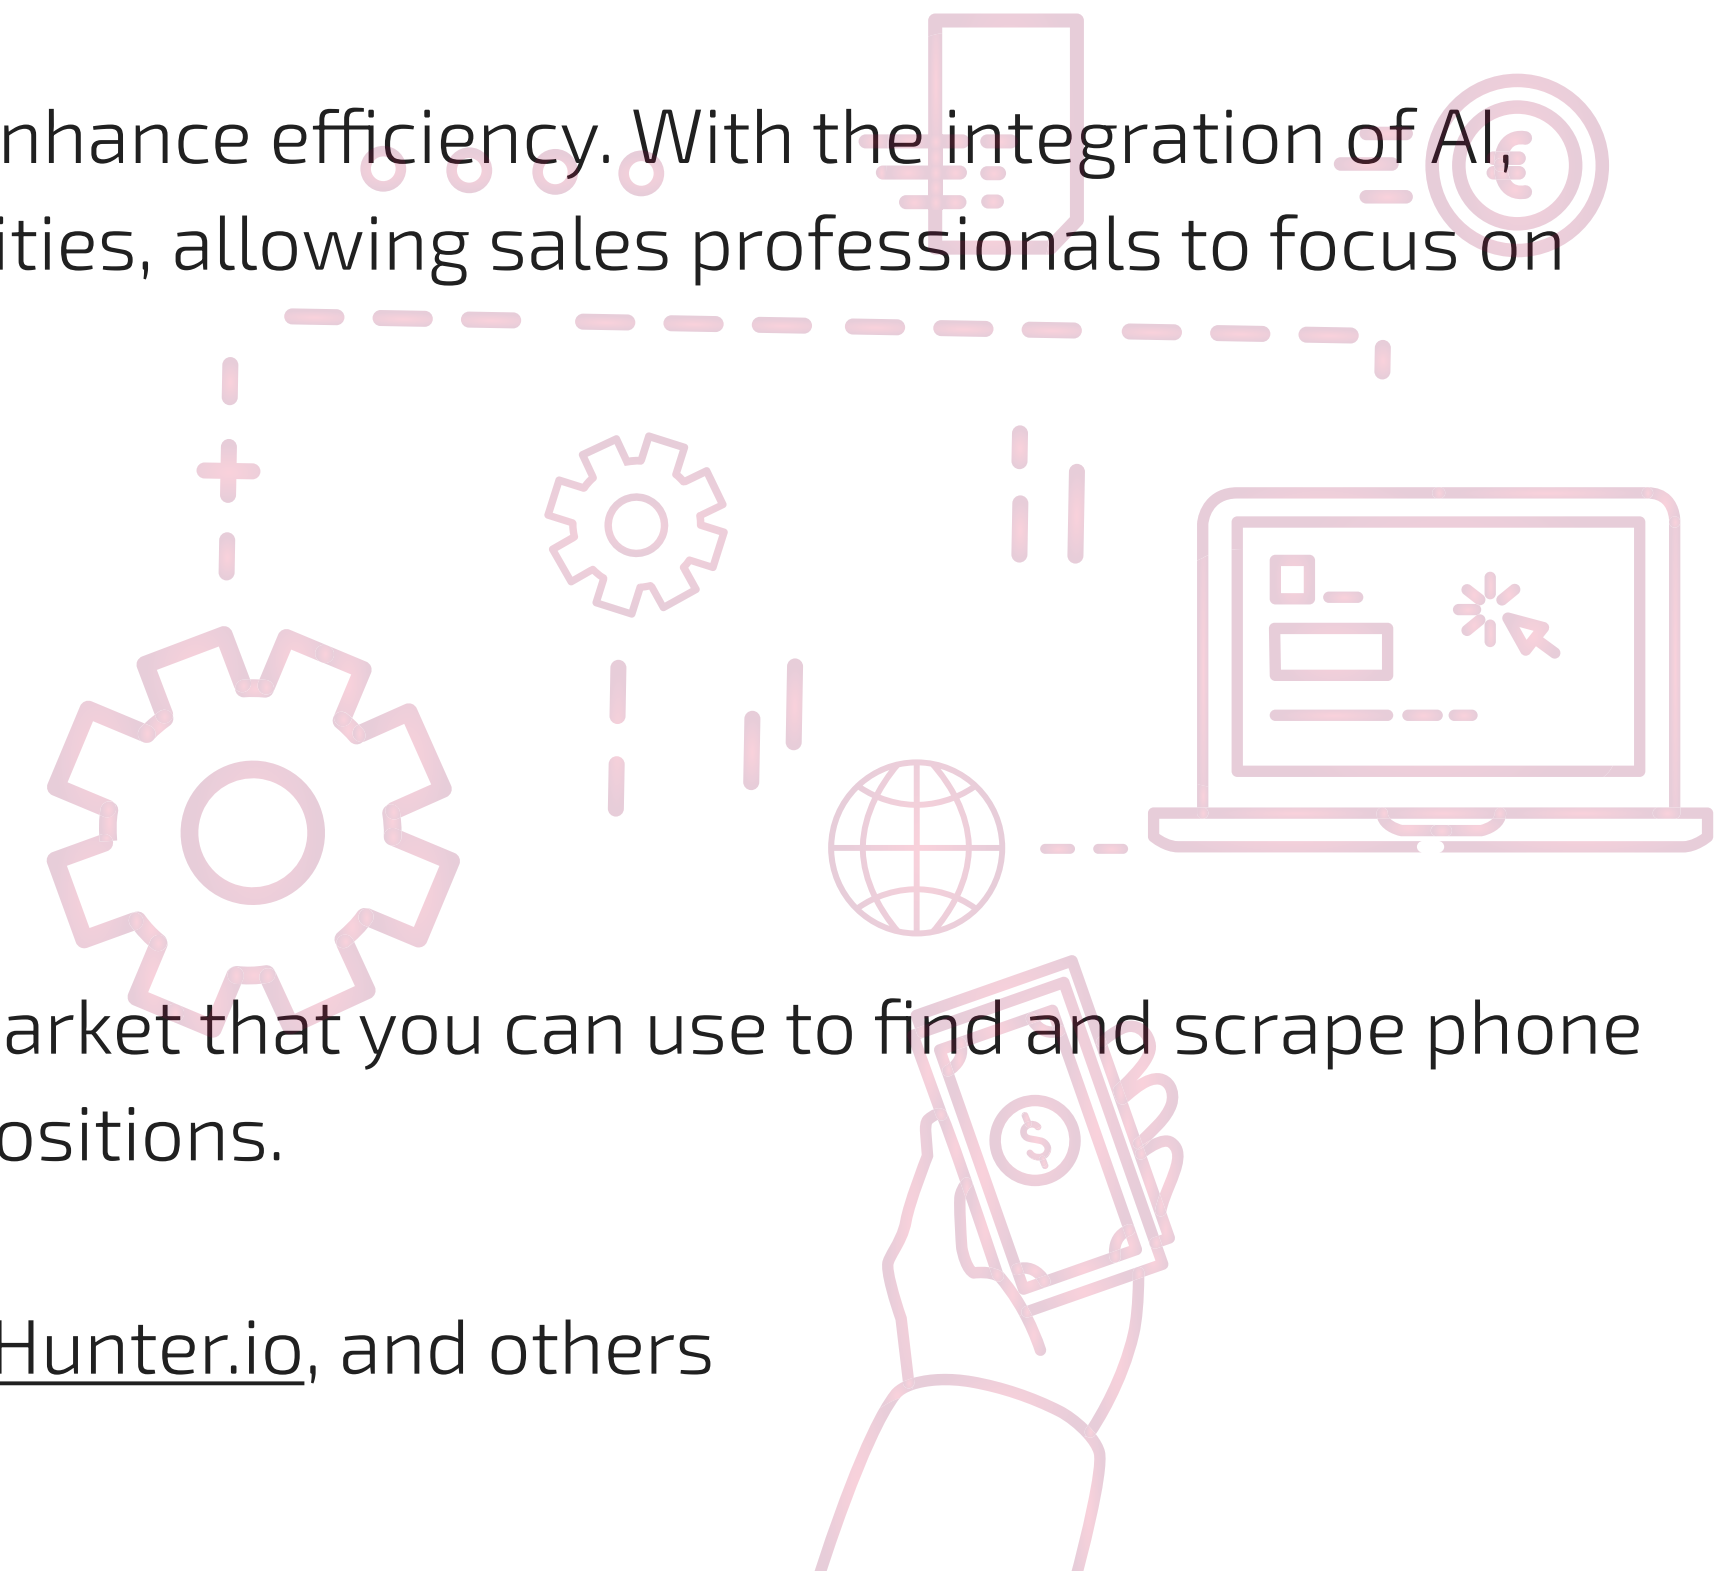 nhance efficiency. With the integration of AI,
ities, allowing sales professionals to focus on
arket that you can use to find and scrape phone
ositions.
Hunter.io, and others